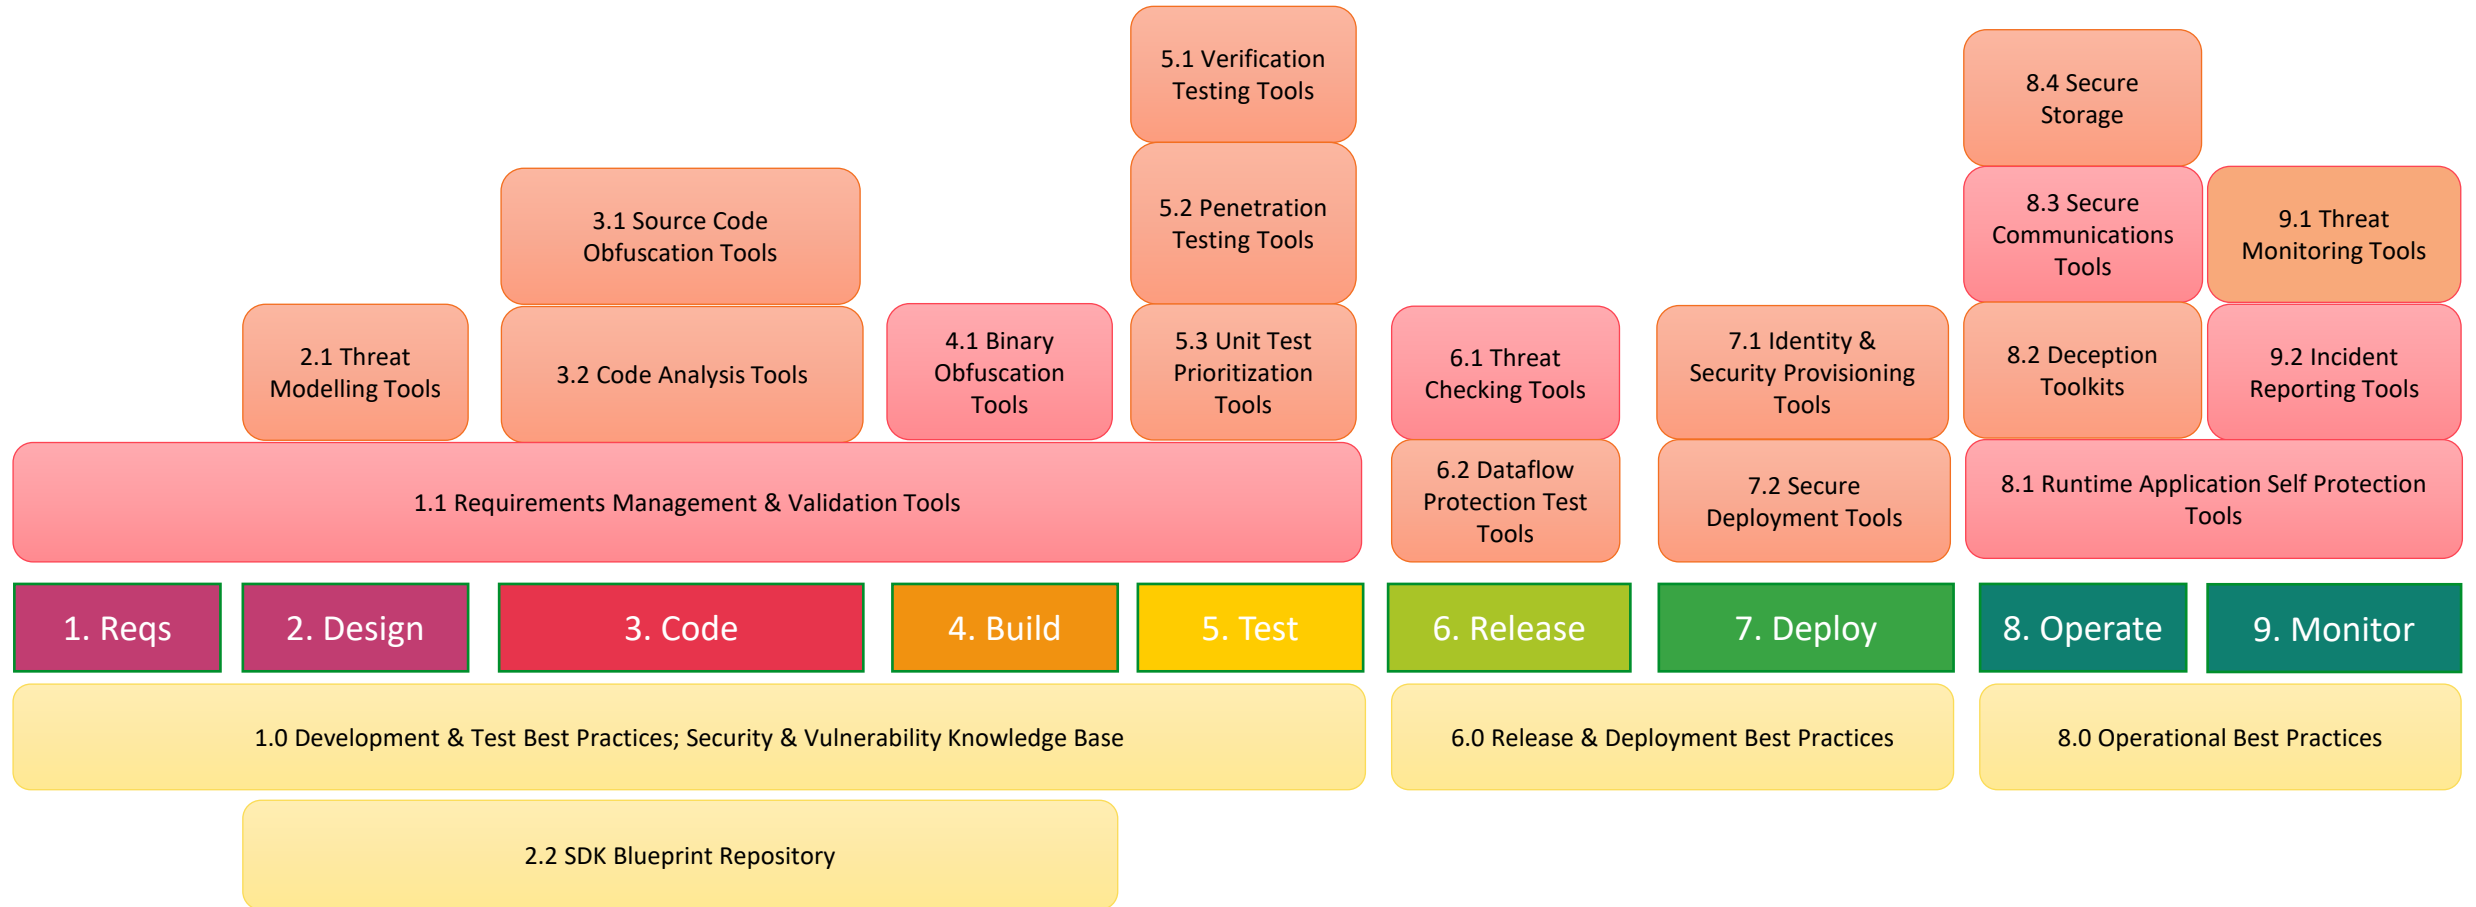 5.1 Verification
Testing Tools
8.4 Secure
Storage
3.1 Source Code
Obfuscation Tools
5.2 Penetration
Testing Tools
8.3 Secure
Communications
Tools
9.1 Threat
Monitoring Tools
2.1 Threat
Modelling Tools
3.2 Code Analysis Tools
4.1 Binary
Obfuscation
Tools
5.3 Unit Test
Prioritization
Tools
6.1 Threat
Checking Tools
7.1 Identity &
Security Provisioning
Tools
8.2 Deception
Toolkits
9.2 Incident
Reporting Tools
1.1 Requirements Management & Validation Tools
6.2 Dataflow
Protection Test
Tools
7.2 Secure
Deployment Tools
8.1 Runtime Application Self Protection
Tools
1. Reqs
2. Design
3. Code
4. Build
5. Test
6. Release
7. Deploy
8. Operate
9. Monitor
1.0 Development & Test Best Practices; Security & Vulnerability Knowledge Base
6.0 Release & Deployment Best Practices
8.0 Operational Best Practices
2.2 SDK Blueprint Repository